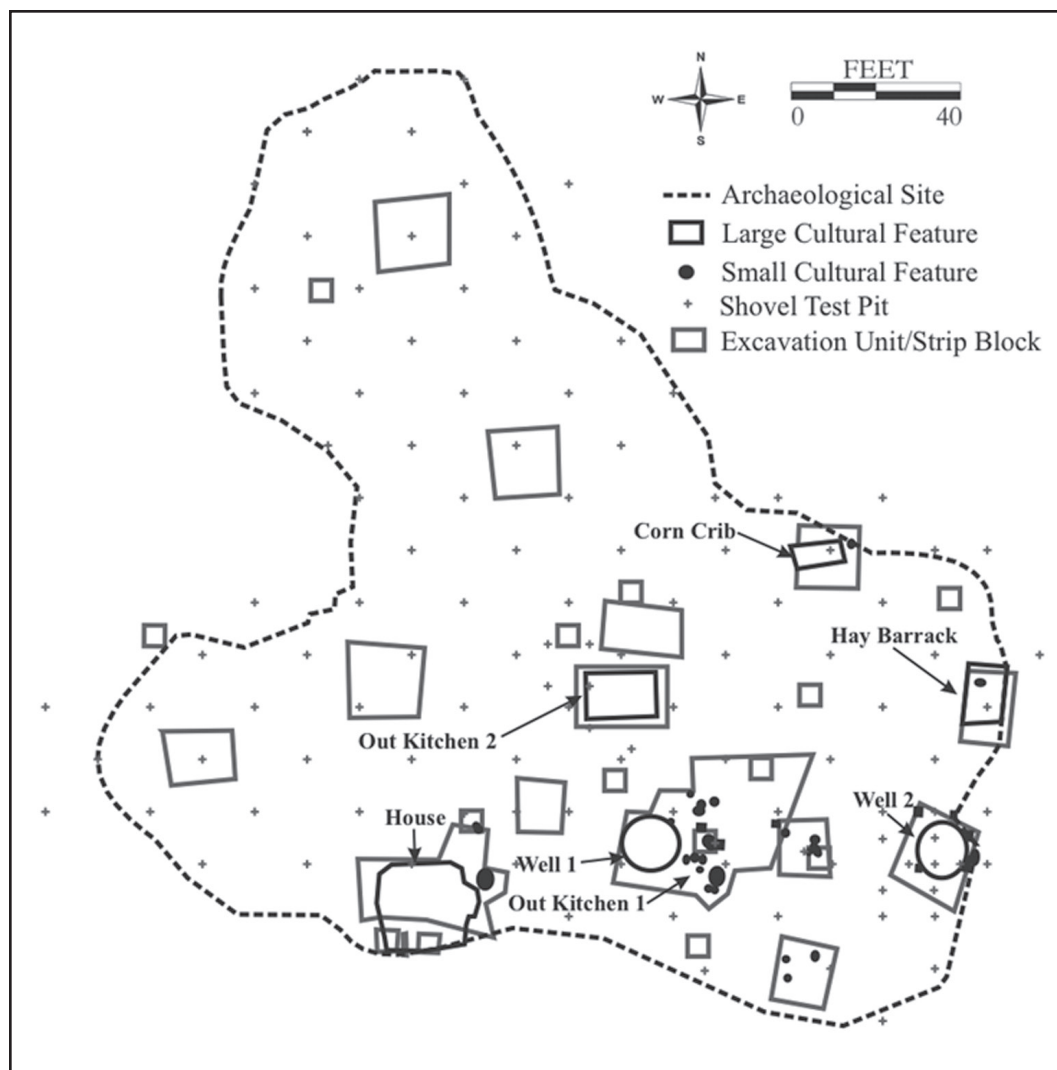 N
W E
S
FEET
0 40
Archaeological Site
Large Cultural Feature
Small Cultural Feature
Shovel Test Pit
Excavation Unit/Strip Block
Corn Crib
Hay Barrack
Out Kitchen 2
House
Well 2
Well 1
Out Kitchen 1